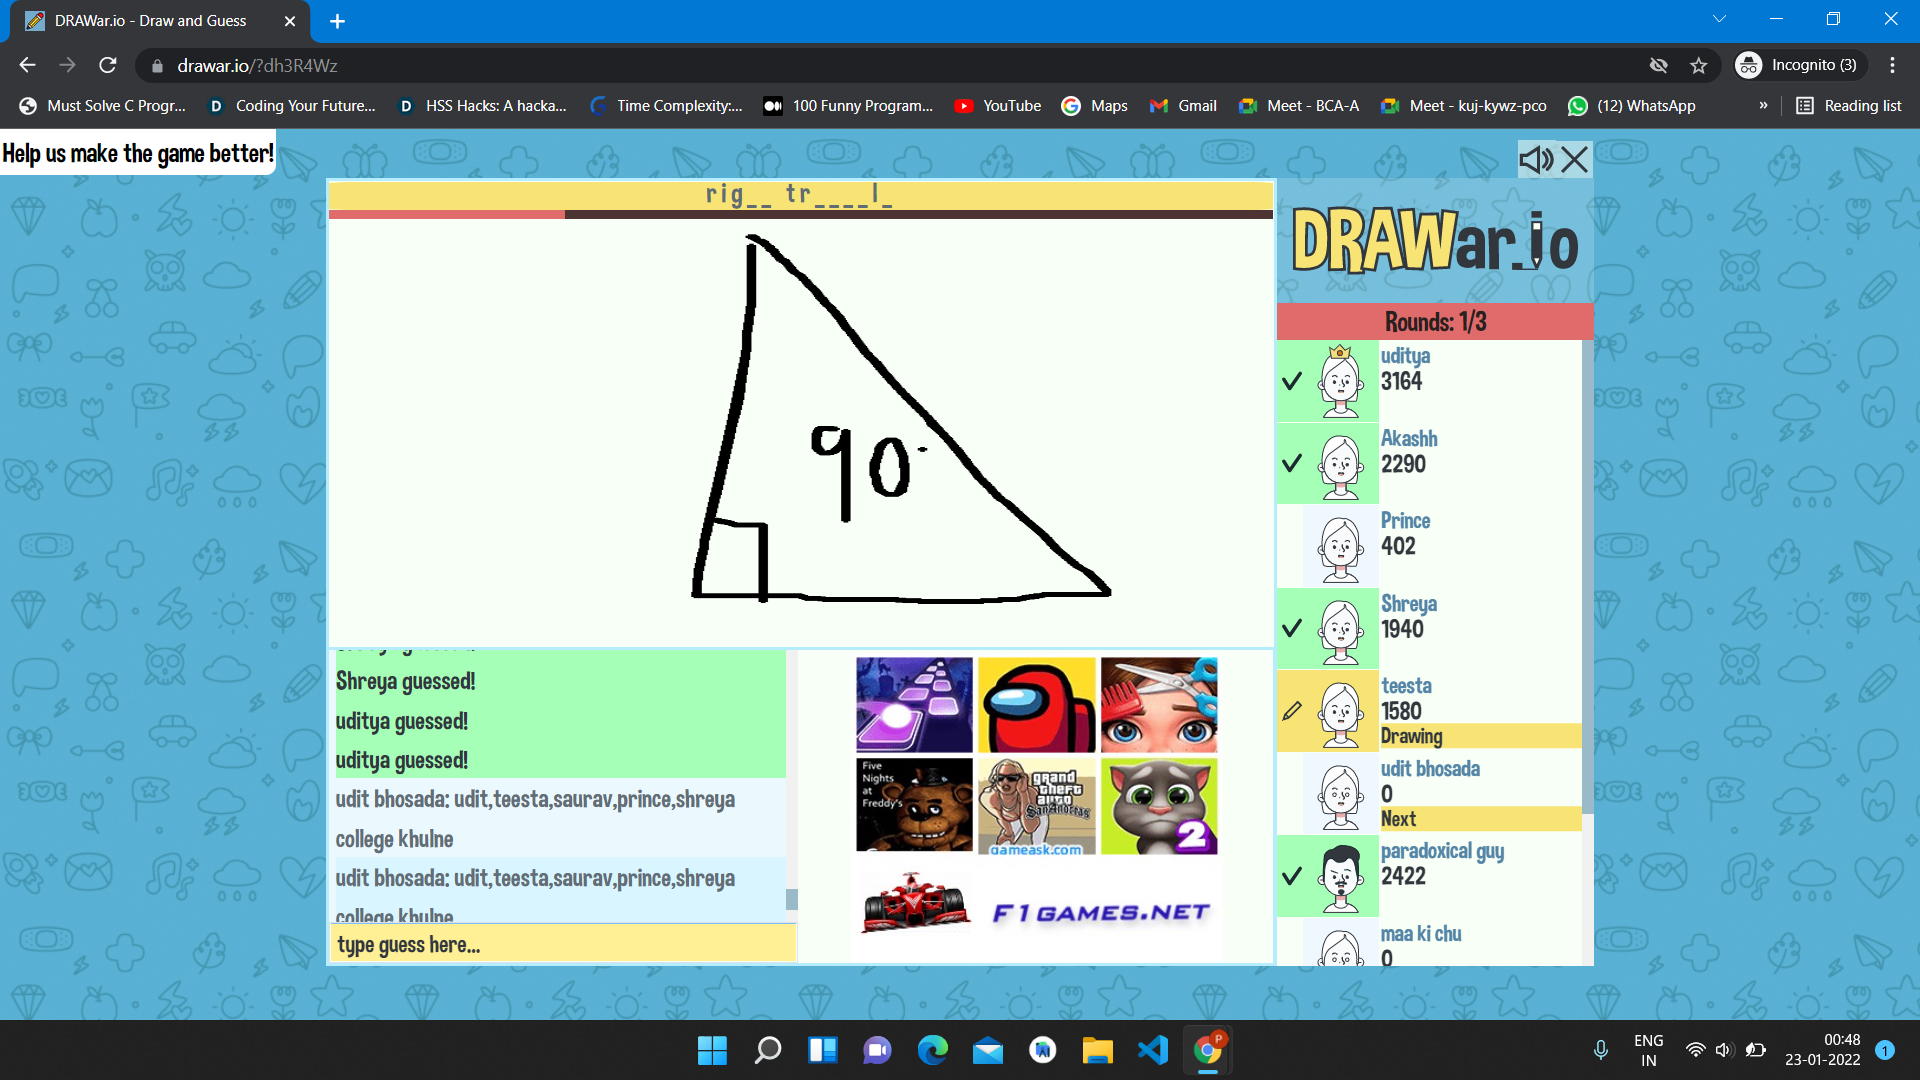 DRAWar.io - Draw and Guess
drawar.io/?dh3R4Wz
Incognito (3)
Must Solve C Progr...
Coding Your Future...
HSS Hacks: A hacka...
Time Complexity:...
100 Funny Program...
YouTube
Maps
Gmail
Meet - BCA-A
Meet - kuj-kywz-pco
(12) WhatsApp
»
Reading list
Help us make the game better!
rig__ tr____l_
90
DRAWar.io
Rounds: 1/3
uditya
3164
Akashh
2290
Prince
402
Shreya
1940
teesta
1580
Drawing
udit bhosada
0
Next
paradoxical guy
2422
maa ki chu
0
Shreya guessed!
uditya guessed!
uditya guessed!
udit bhosada: udit,teesta,saurav,prince,shreya
college khulne
udit bhosada: udit,teesta,saurav,prince,shreya
college khulne
type guess here...
Five
Nights
at
Freddy's
grand
theft
auto
SanAndreas
gameask.com
2
F1GAMES.NET
P
ENG
IN
00:48
23-01-2022
1